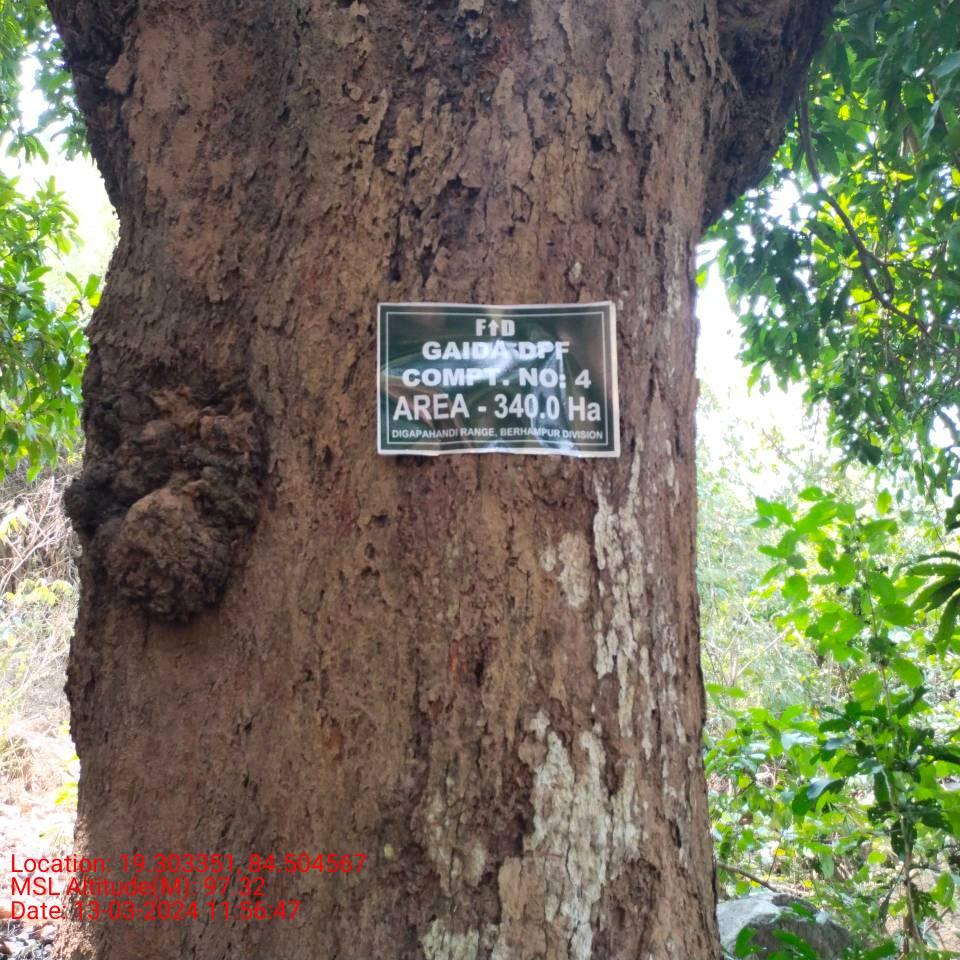 F↑D
GAIDA DPF
COMPT. NO: 4
AREA - 340.0 Ha
DIGAPAHANDI RANGE, BERHAMPUR DIVISION
Location: 19.303351, 84.504567
MSL Altitude(M): 97.32
Date: 13-03-2024 11:56:47